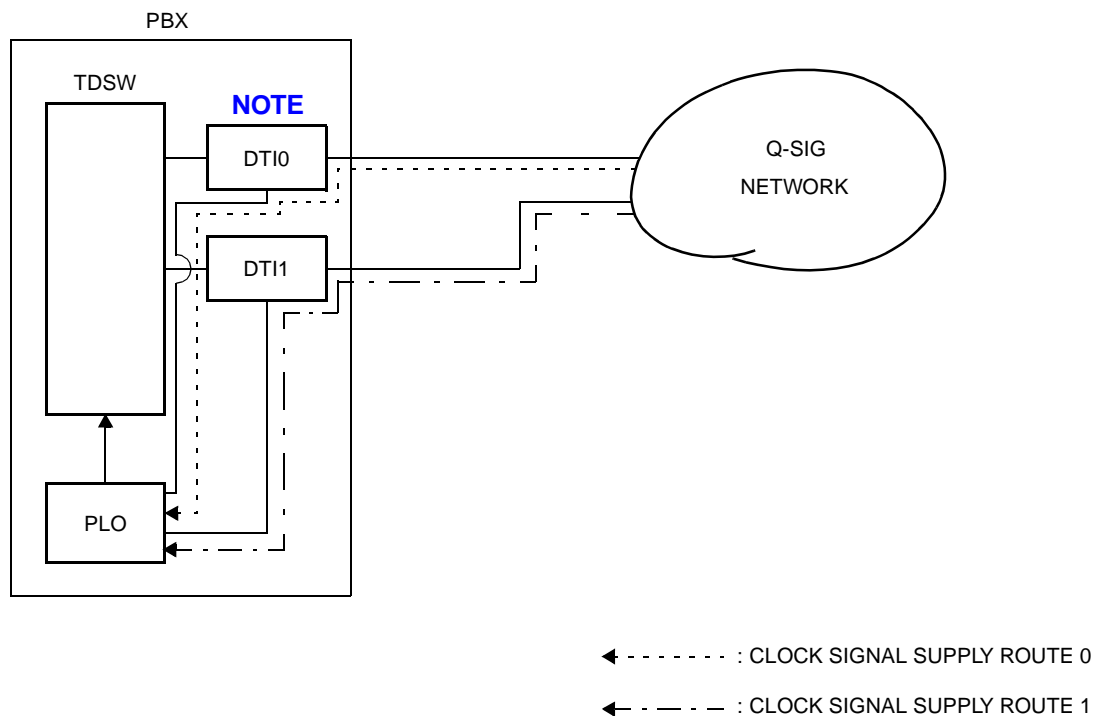 PBX
TDSW
NOTE
DTI0
Q-SIG
NETWORK
DTI1
PLO
: CLOCK SIGNAL SUPPLY ROUTE 0
: CLOCK SIGNAL SUPPLY ROUTE 1